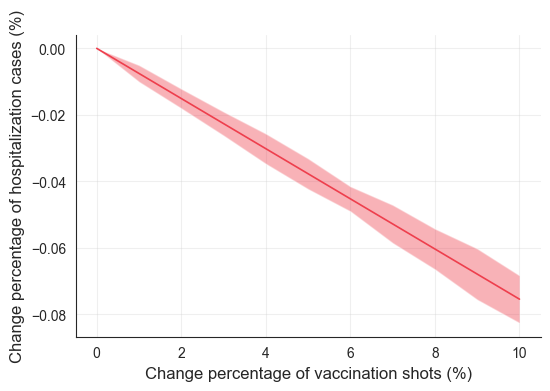 Change percentage of hospitalization cases (%)
0.00
−0.02
−0.04
−0.06
−0.08
0 2 4 6 8 10
Change percentage of vaccination shots (%)